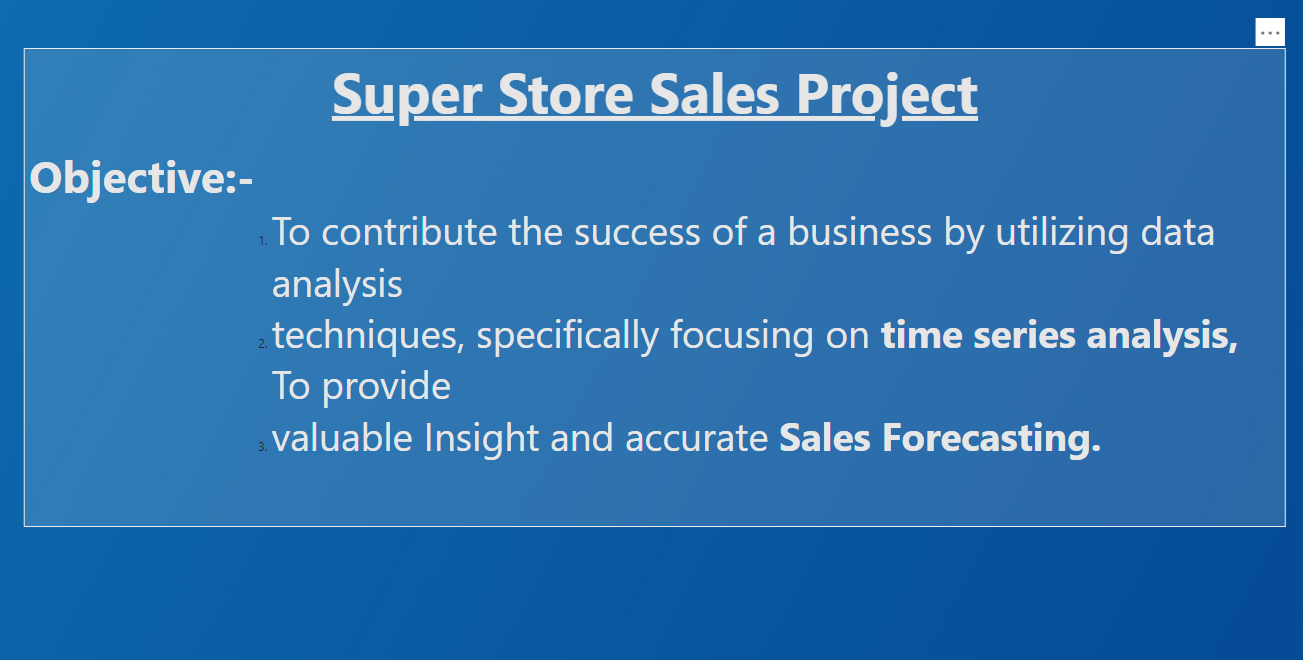 Super Store Sales Project
Objective:-
1. To contribute the success of a business by utilizing data
analysis
2. techniques, specifically focusing on time series analysis,
To provide
3. valuable Insight and accurate Sales Forecasting.